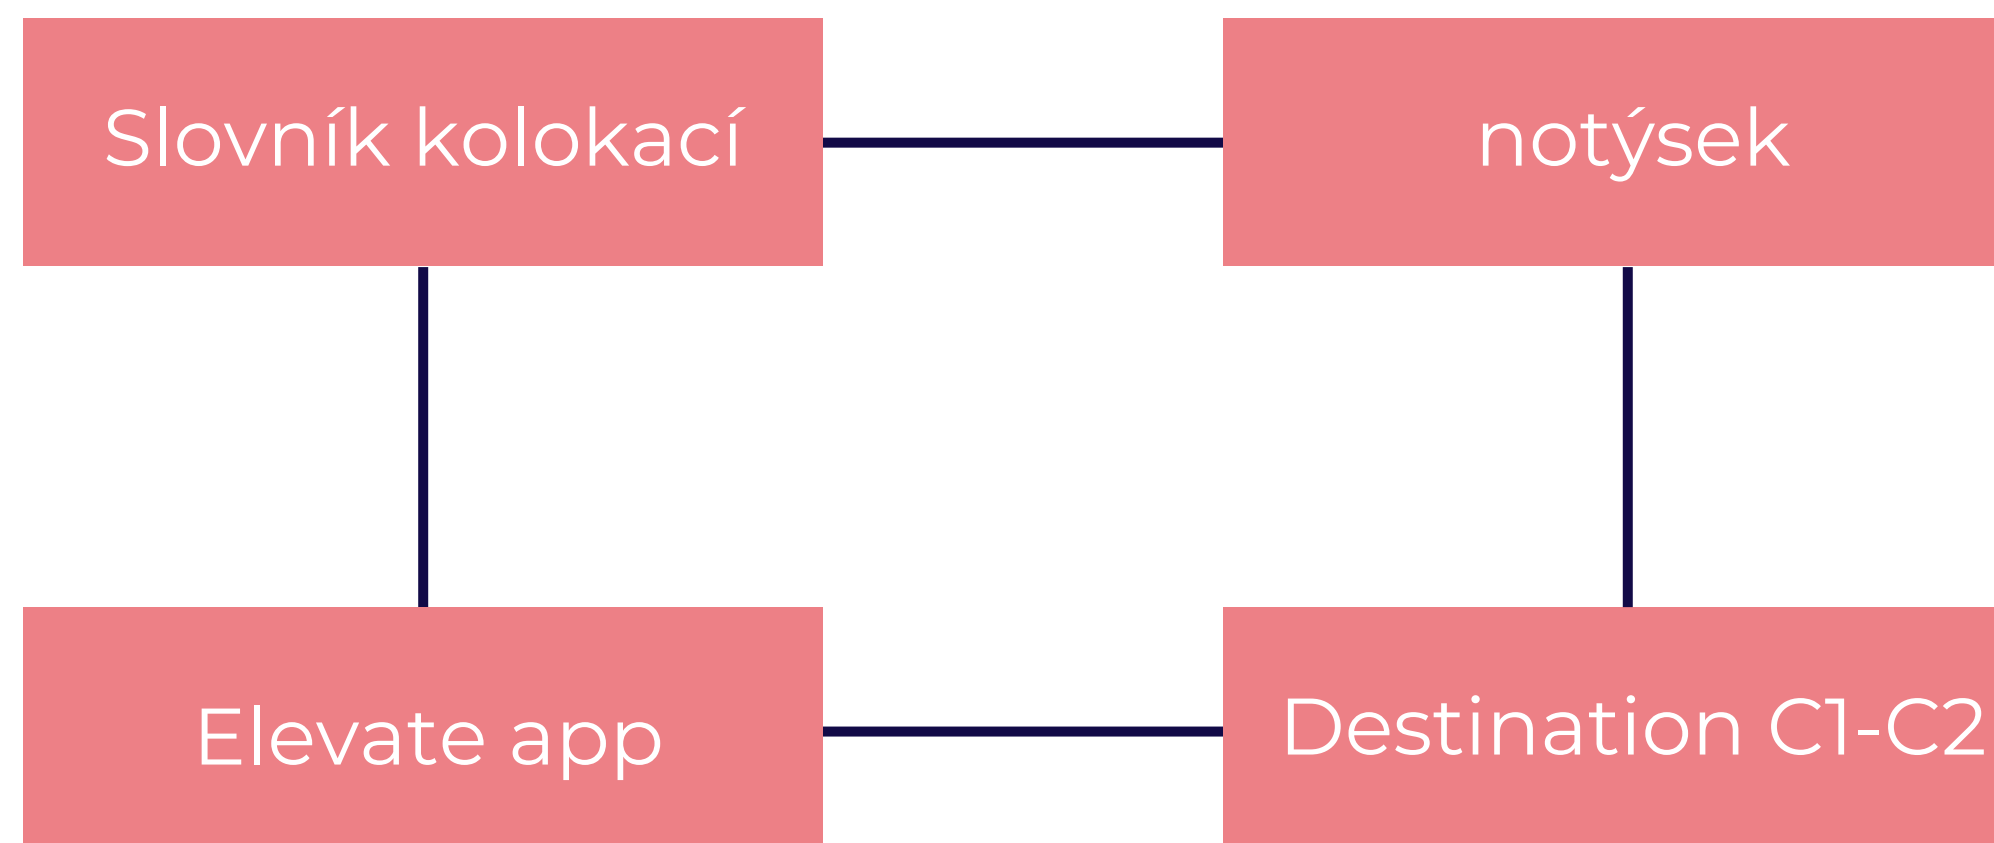 Slovník kolokací
notýsek
Elevate app
Destination C1-C2